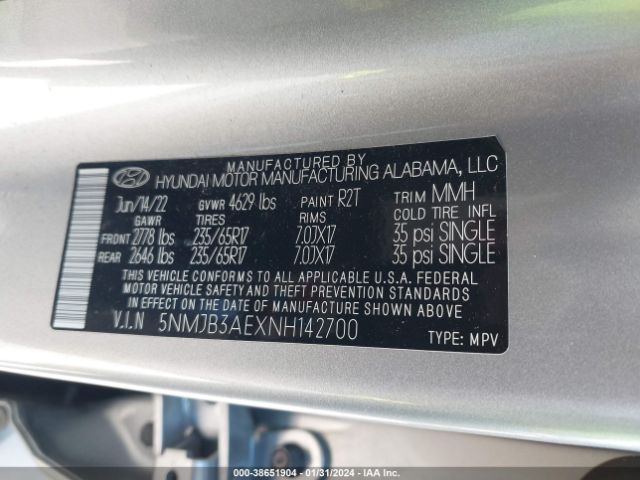 MANUFACTURED BY
HYUNDAI MOTOR MANUFACTURING ALABAMA, LLC
Jun/14/22 GVWR 4629 lbs PAINT R2T TRIM MMH
GAWR TIRES RIMS COLD TIRE INFL
FRONT 2778 lbs 235/65R17 7.0JX17 35 psi SINGLE
REAR 2646 lbs 235/65R17 7.0JX17 35 psi SINGLE
THIS VEHICLE CONFORMS TO ALL APPLICABLE U.S.A. FEDERAL
MOTOR VEHICLE SAFETY AND THEFT PREVENTION STANDARDS
IN EFFECT ON THE DATE OF MANUFACTURE SHOWN ABOVE.
V.I.N 5NMJB3AEXNH142700 TYPE: MPV
000-38651904 - 01/31/2024 - IAA Inc.